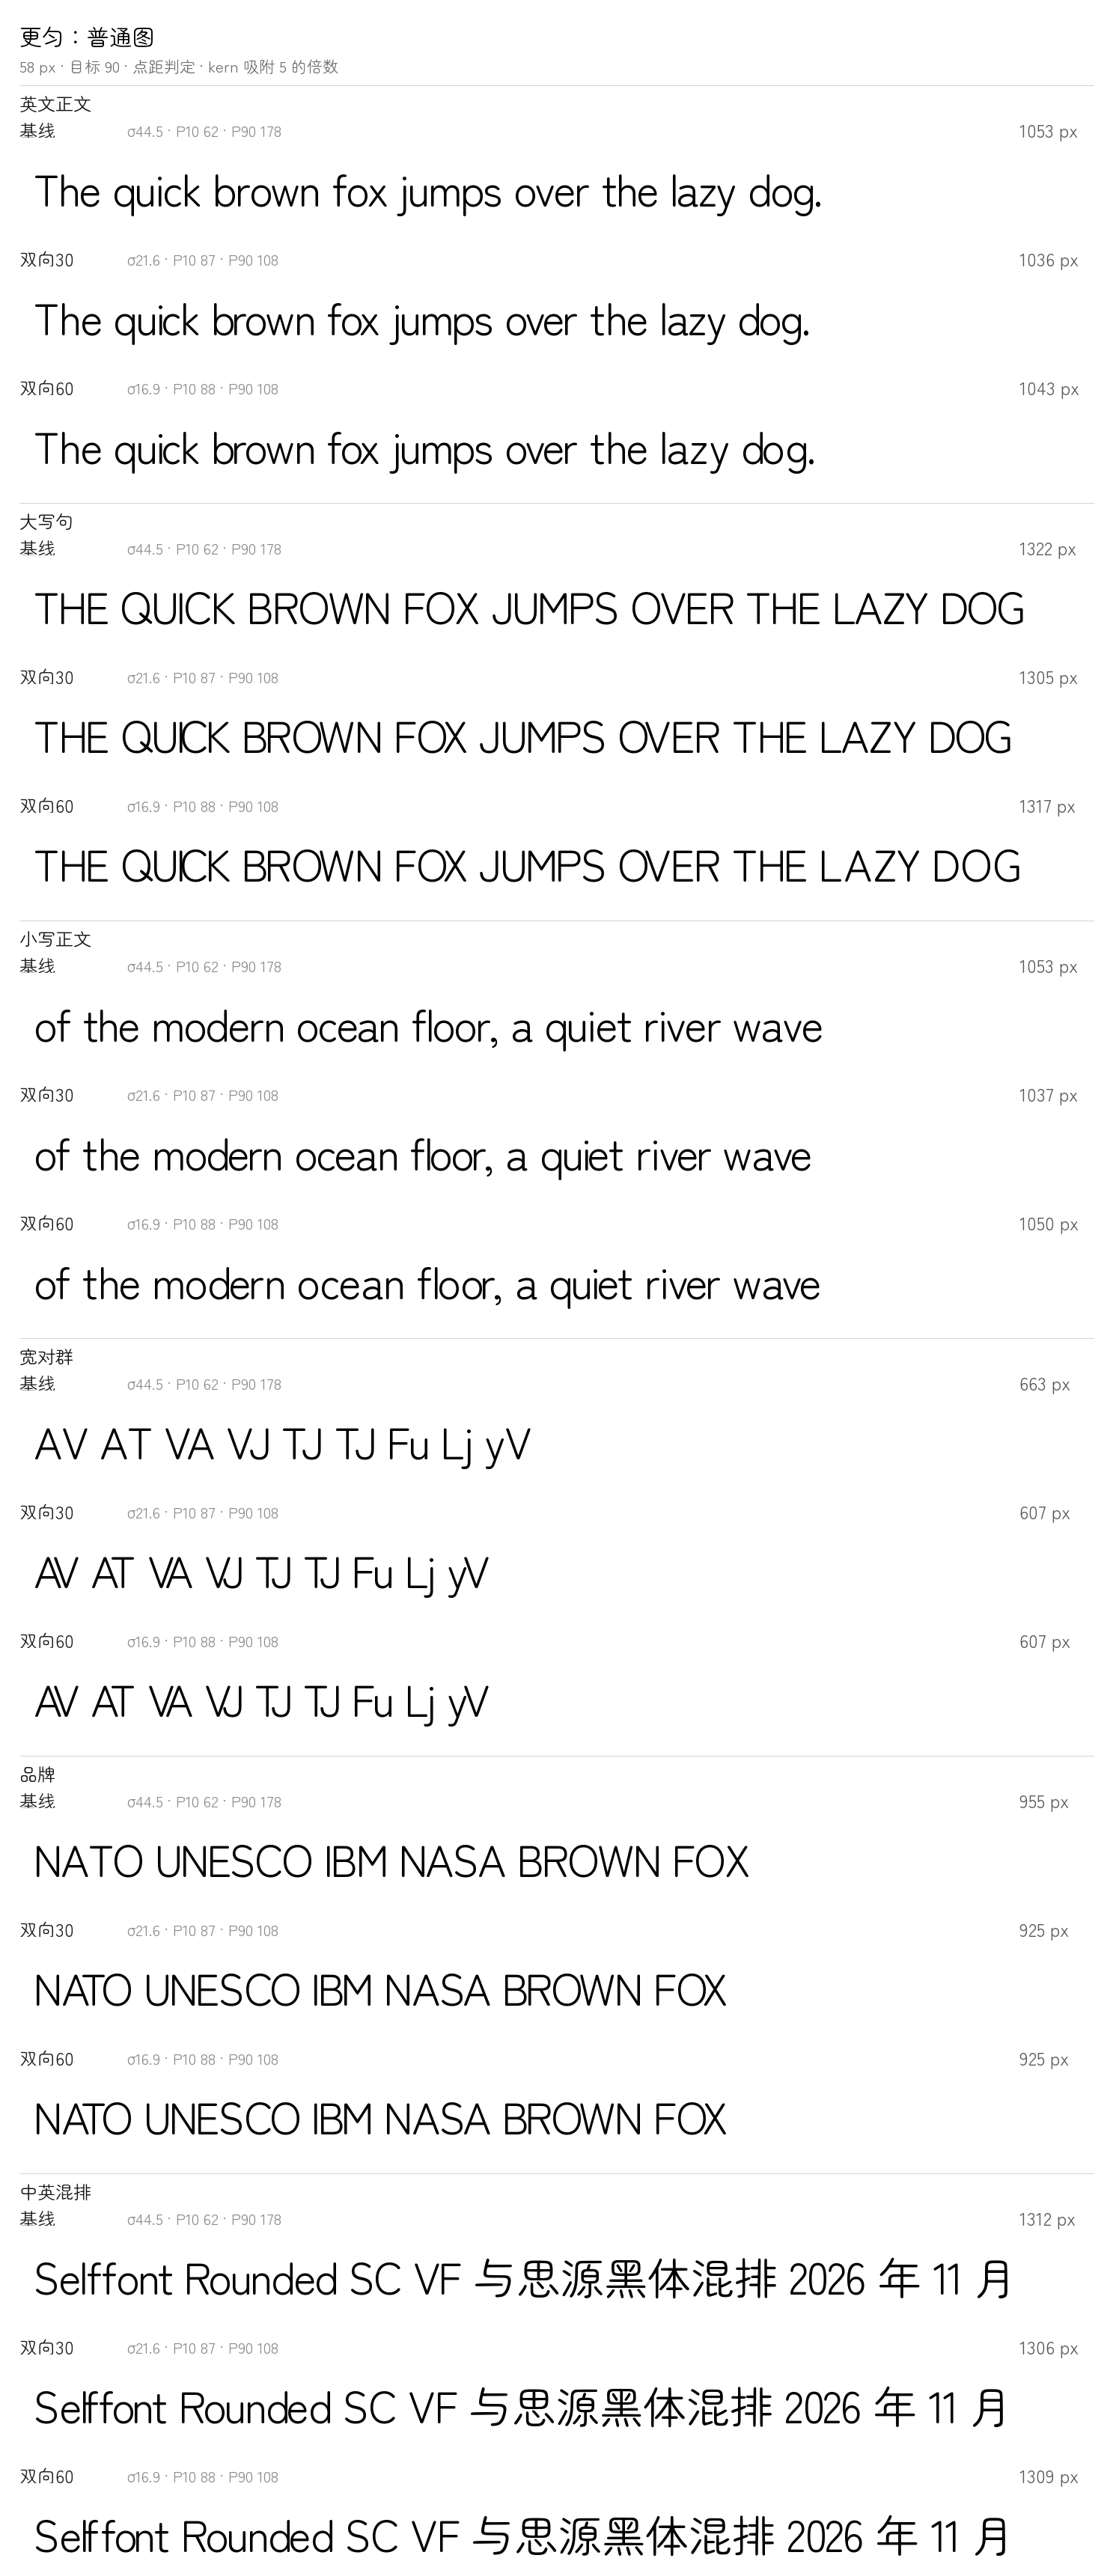 更匀：普通图
58 px · 目标 90 · 点距判定 · kern 吸附 5 的倍数
英文正文
基线 σ44.5 · P10 62 · P90 178 1053 px
The quick brown fox jumps over the lazy dog.
双向30 σ21.6 · P10 87 · P90 108 1036 px
The quick brown fox jumps over the lazy dog.
双向60 σ16.9 · P10 88 · P90 108 1043 px
The quick brown fox jumps over the lazy dog.
大写句
基线 σ44.5 · P10 62 · P90 178 1322 px
THE QUICK BROWN FOX JUMPS OVER THE LAZY DOG
双向30 σ21.6 · P10 87 · P90 108 1305 px
THE QUICK BROWN FOX JUMPS OVER THE LAZY DOG
双向60 σ16.9 · P10 88 · P90 108 1317 px
THE QUICK BROWN FOX JUMPS OVER THE LAZY DOG
小写正文
基线 σ44.5 · P10 62 · P90 178 1053 px
of the modern ocean floor, a quiet river wave
双向30 σ21.6 · P10 87 · P90 108 1037 px
of the modern ocean floor, a quiet river wave
双向60 σ16.9 · P10 88 · P90 108 1050 px
of the modern ocean floor, a quiet river wave
宽对群
基线 σ44.5 · P10 62 · P90 178 663 px
AV AT VA VJ TJ TJ Fu Lj yV
双向30 σ21.6 · P10 87 · P90 108 607 px
AV AT VA VJ TJ TJ Fu Lj yV
双向60 σ16.9 · P10 88 · P90 108 607 px
AV AT VA VJ TJ TJ Fu Lj yV
品牌
基线 σ44.5 · P10 62 · P90 178 955 px
NATO UNESCO IBM NASA BROWN FOX
双向30 σ21.6 · P10 87 · P90 108 925 px
NATO UNESCO IBM NASA BROWN FOX
双向60 σ16.9 · P10 88 · P90 108 925 px
NATO UNESCO IBM NASA BROWN FOX
中英混排
基线 σ44.5 · P10 62 · P90 178 1312 px
Selffont Rounded SC VF 与思源黑体混排 2026 年 11 月
双向30 σ21.6 · P10 87 · P90 108 1306 px
Selffont Rounded SC VF 与思源黑体混排 2026 年 11 月
双向60 σ16.9 · P10 88 · P90 108 1309 px
Selffont Rounded SC VF 与思源黑体混排 2026 年 11 月